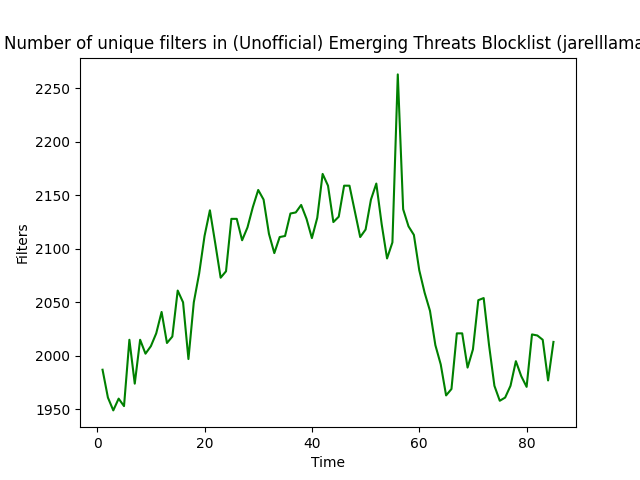 Number of unique filters in (Unofficial) Emerging Threats Blocklist (jarelllama
2250
2200
2150
2100
2050
2000
1950
Filters
0 20 40 60 80
Time